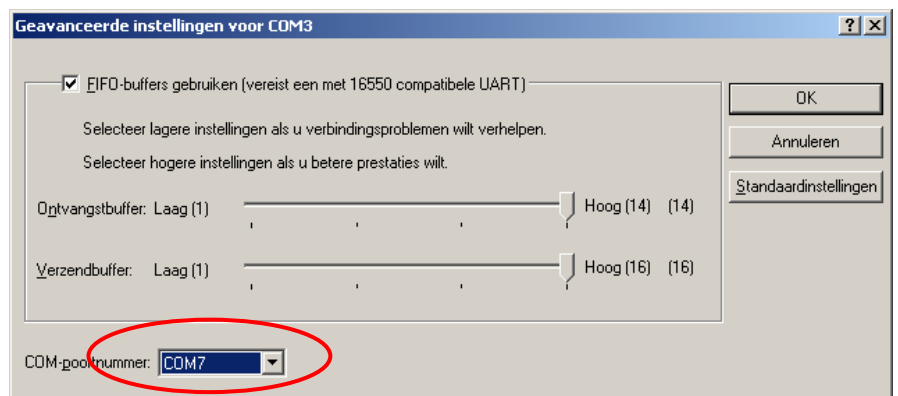 Geavanceerde instellingen voor COM3
FIFO-buffers gebruiken (vereist een met 16550 compatibele UART)
OK
Selecteer lagere instellingen als u verbindingsproblemen wilt verhelpen.
Annuleren
Selecteer hogere instellingen als u betere prestaties wilt.
Standaardinstellingen
Ontvangstbuffer: Laag (1) Hoog (14) (14)
Verzendbuffer: Laag (1) Hoog (16) (16)
COM-poortnummer: COM7